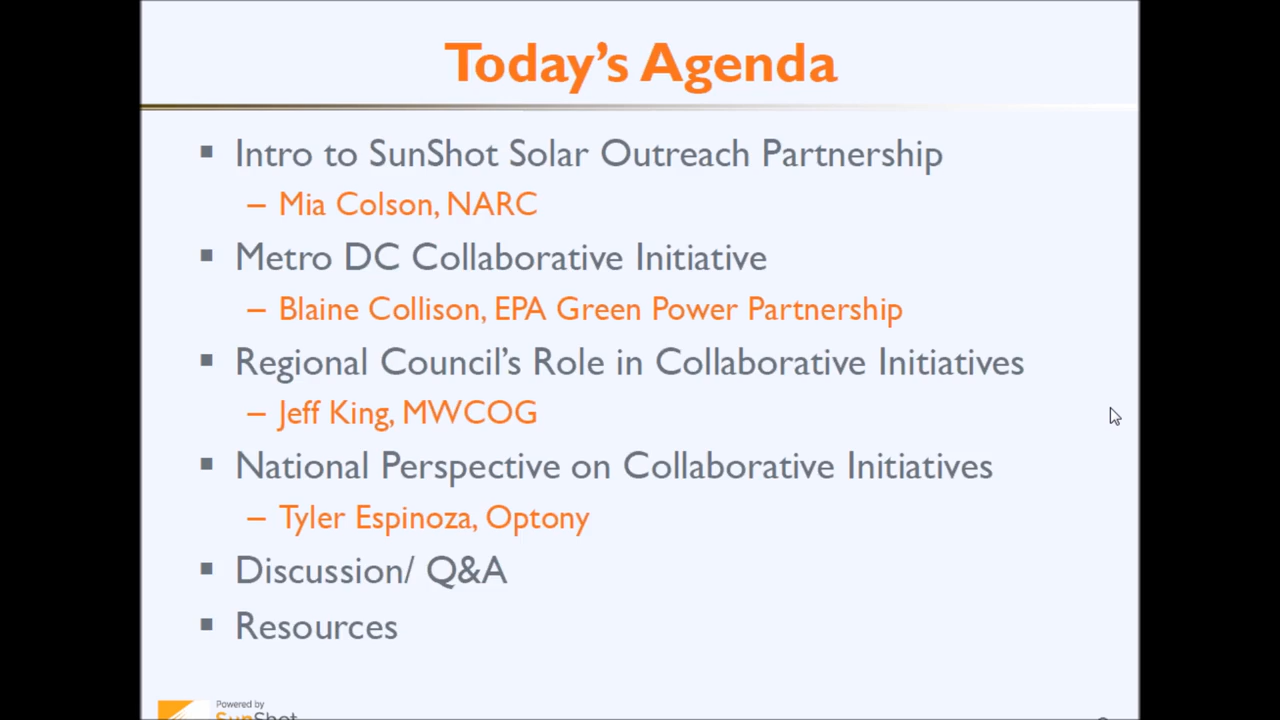 Today's Agenda
▪ Intro to SunShot Solar Outreach Partnership
– Mia Colson, NARC
▪ Metro DC Collaborative Initiative
– Blaine Collison, EPA Green Power Partnership
▪ Regional Council's Role in Collaborative Initiatives
– Jeff King, MWCOG
▪ National Perspective on Collaborative Initiatives
– Tyler Espinoza, Optony
▪ Discussion/ Q&A
▪ Resources
Powered by
SunShot